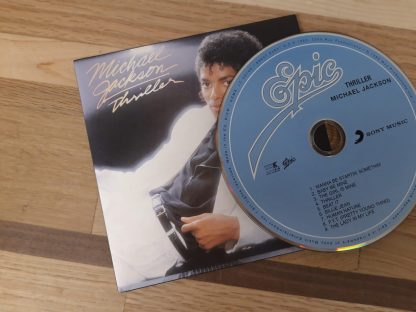 Michael
Jackson
Thriller
Epic
THRILLER
MICHAEL JACKSON
SONY MUSIC
Epic
1. WANNA BE STARTIN' SOMETHIN'
2. BABY BE MINE
3. THE GIRL IS MINE
4. THRILLER
5. BEAT IT
6. BILLIE JEAN
7. HUMAN NATURE
8. P.Y.T. (PRETTY YOUNG THING)
9. THE LADY IN MY LIFE